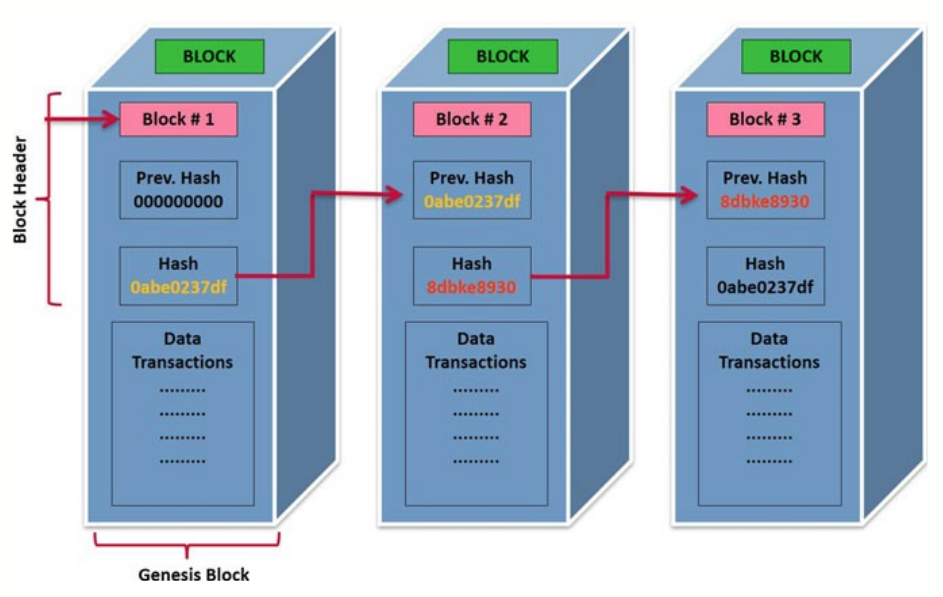 BLOCK
Block # 1
Prev. Hash
000000000
Hash
0abe0237df
Data
Transactions
.........
.........
.........
.........
BLOCK
Block # 2
Prev. Hash
0abe0237df
Hash
8dbke8930
Data
Transactions
.........
.........
.........
.........
BLOCK
Block # 3
Prev. Hash
8dbke8930
Hash
0abe0237df
Data
Transactions
.........
.........
.........
.........
Block Header
Genesis Block